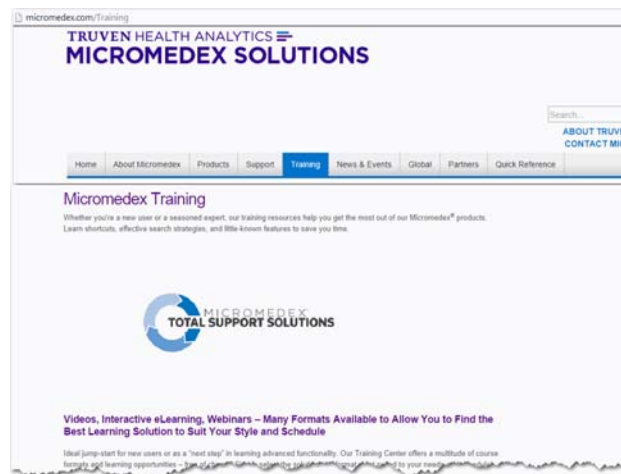 micromedex.com/Training
TRUVEN HEALTH ANALYTICS
MICROMEDEX SOLUTIONS
Search...
ABOUT TRUV
CONTACT MI
Home About Micromedex Products Support Training News & Events Global Partners Quick Reference
Micromedex Training
Whether you're a new user or a seasoned expert, our training resources help you get the most out of our Micromedex® products.
Learn shortcuts, effective search strategies, and little-known features to save you time.
MICROMEDEX
TOTAL SUPPORT SOLUTIONS
Videos, Interactive eLearning, Webinars – Many Formats Available to Allow You to Find the
Best Learning Solution to Suit Your Style and Schedule
Ideal jump-start for new users or as a "next step" in learning advanced functionality. Our Training Center offers a multitude of course
formats and learning opportunities –